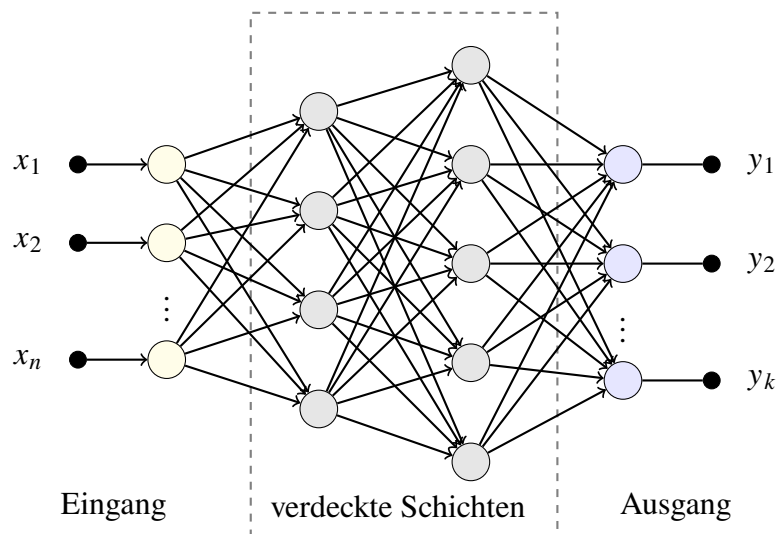 x₁
y₁
x₂
y₂
⋮
⋮
xₙ
yₖ
Eingang
verdeckte Schichten
Ausgang